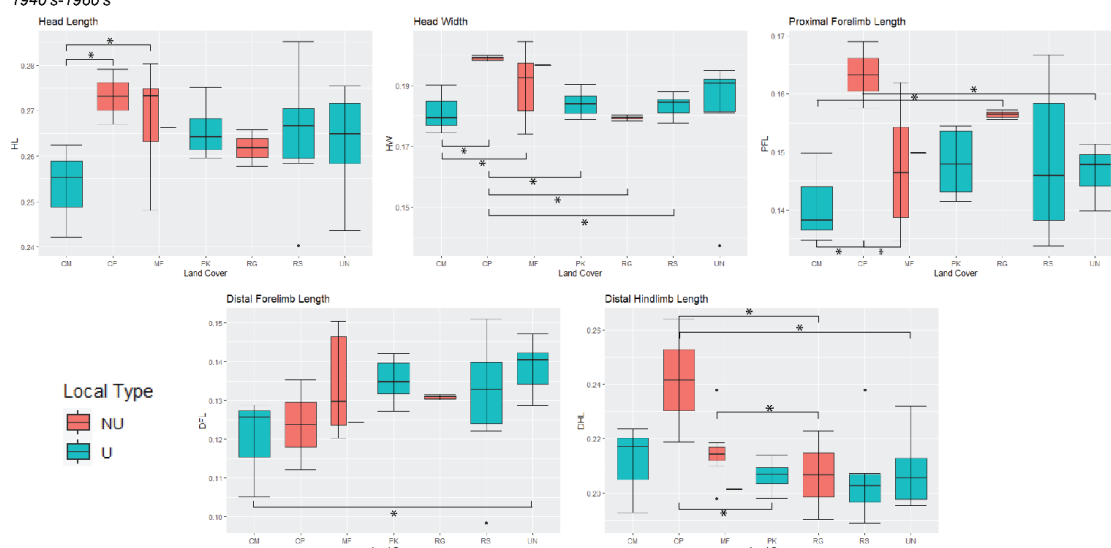 1940's-1960's
Head Length
Head Width
Proximal Forelimb Length
HL
0.28
0.27
0.26
0.25
0.24
* *
CM CP MF PK RG RS UN
HW
0.19
0.17
0.15
* * * * *
CM CP MF PK RG RS UN
Land Cover
PFL
0.17
0.16
0.15
0.14
* * * *
CM CP MF PK RG RS UN
Land Cover
Land Cover
Distal Forelimb Length
Distal Hindlimb Length
Local Type
NU
U
DFL
0.15
0.14
0.13
0.12
0.11
0.10
*
CM CP MF PK RG RS UN
DHL
0.25
0.24
0.22
0.23
* * * *
CM CP MF PK RG RS UN